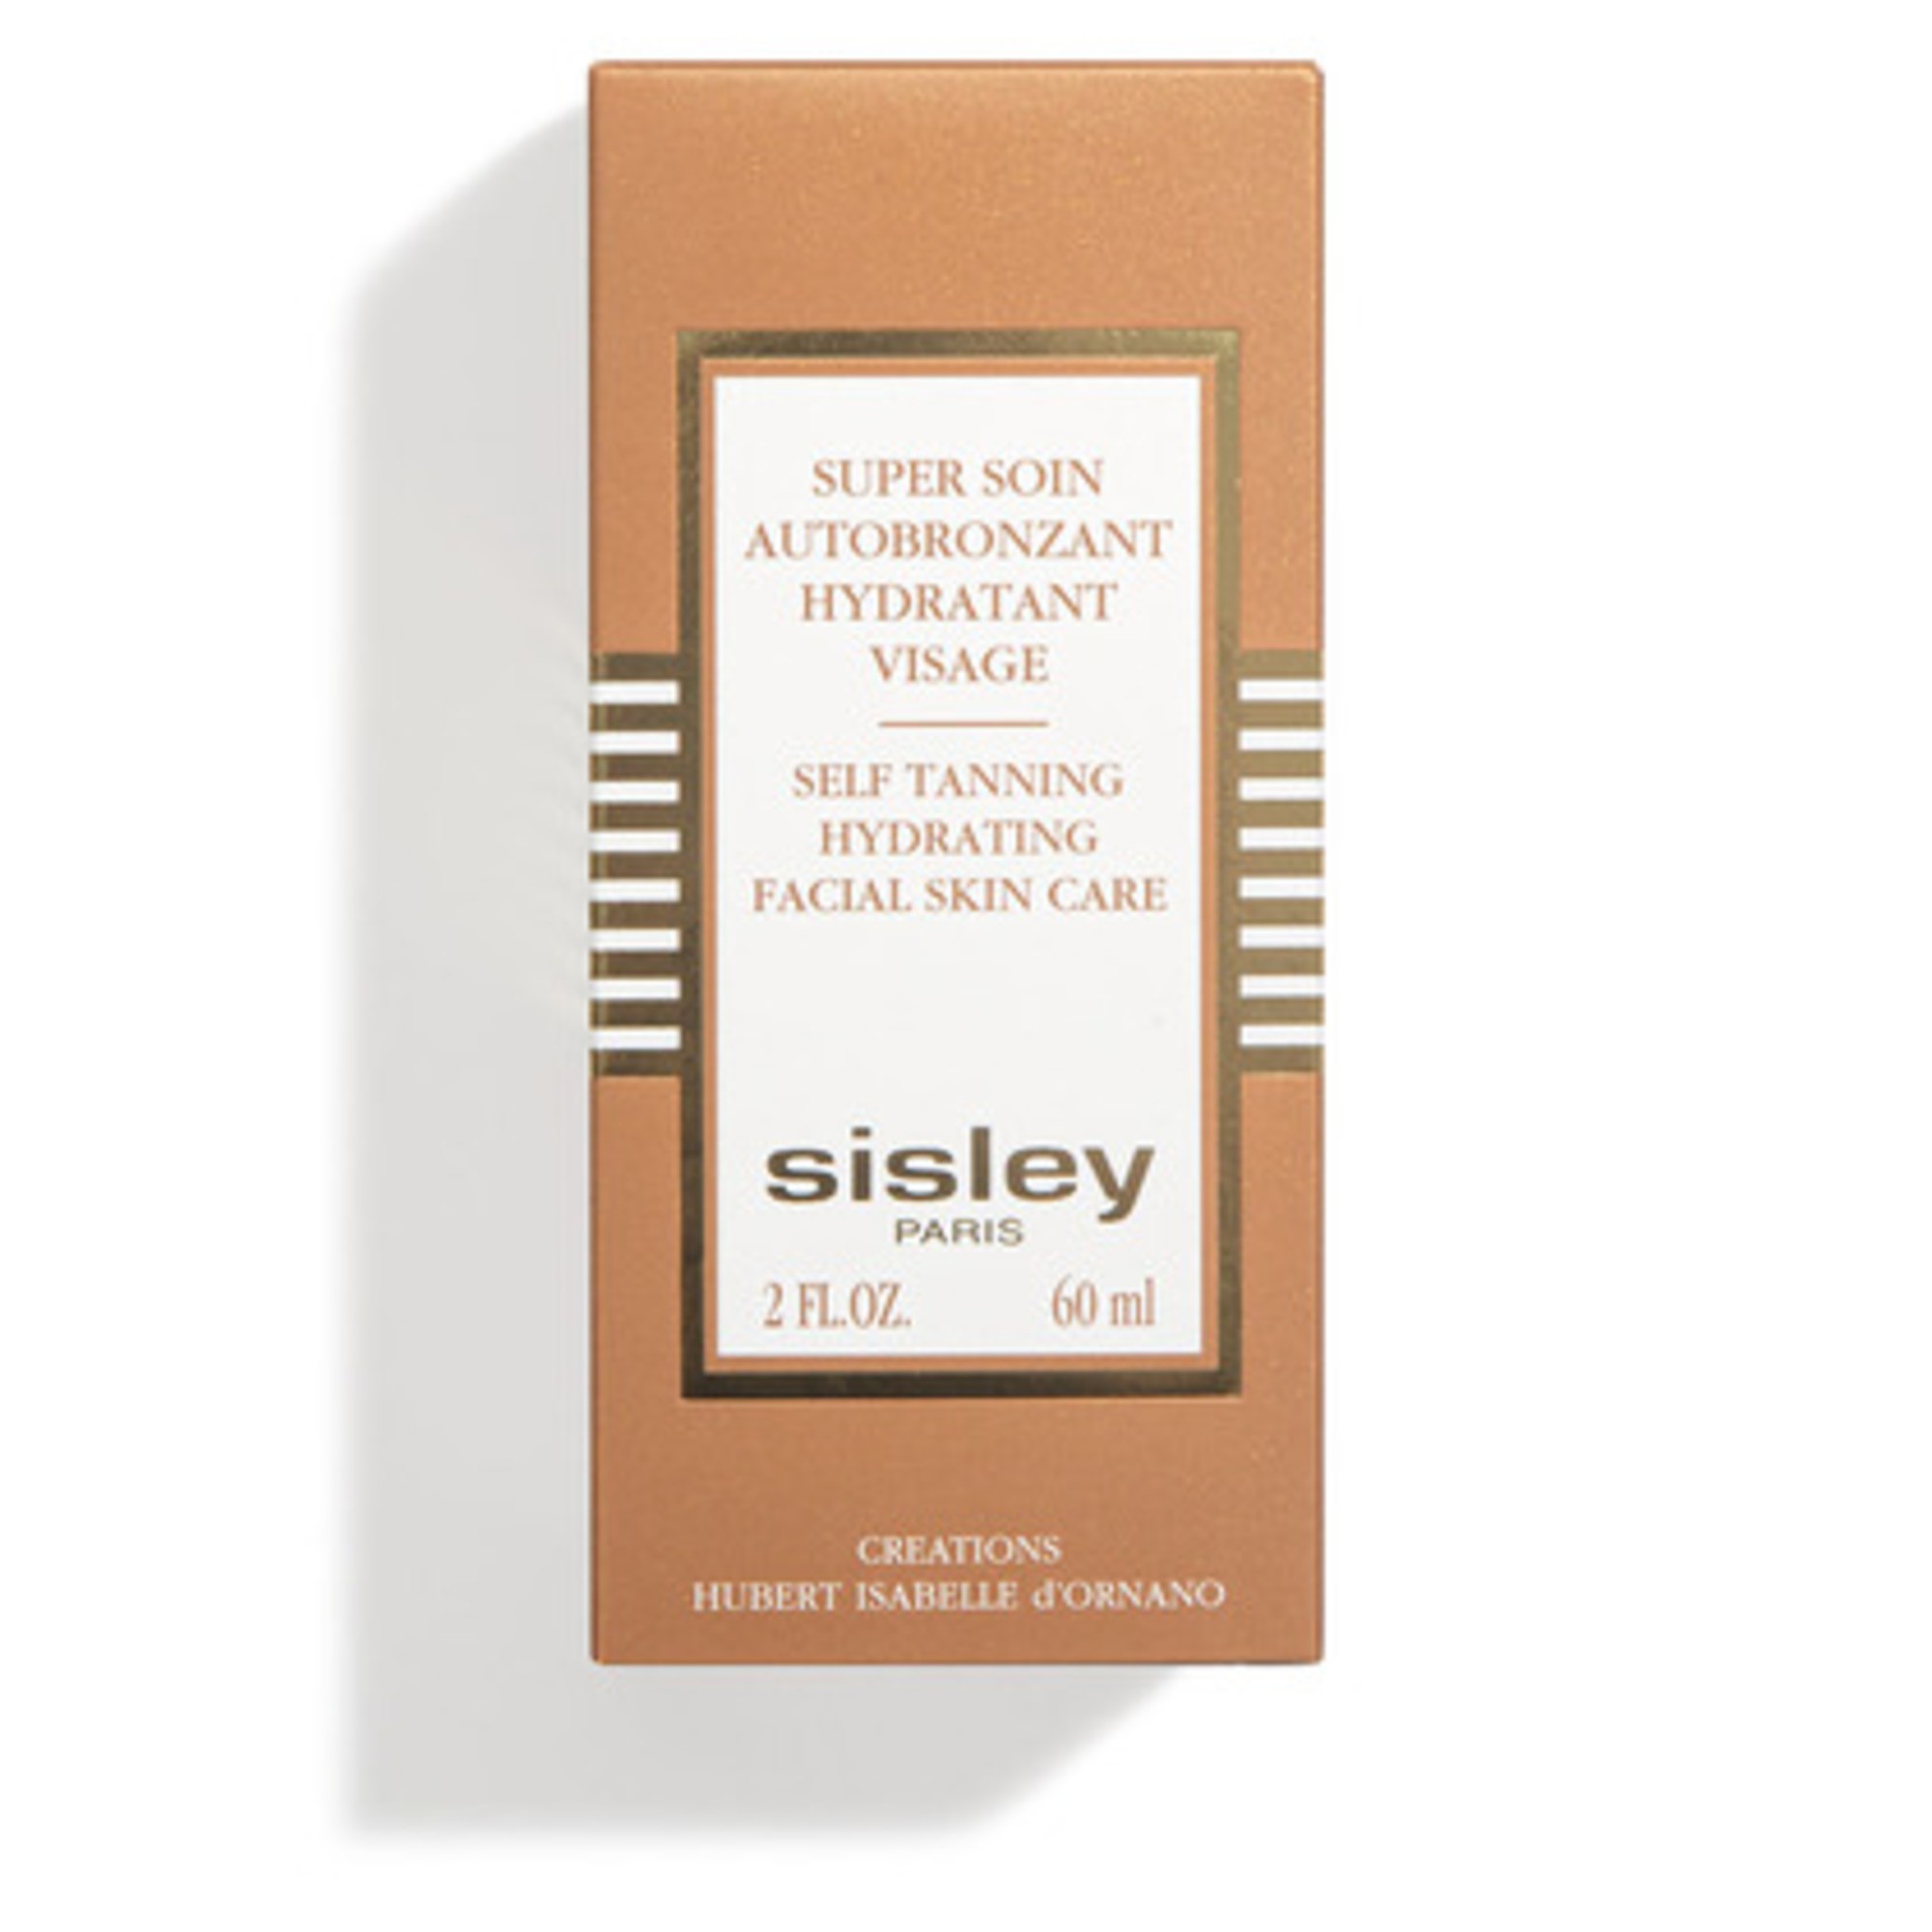 SUPER SOIN
AUTOBRONZANT
HYDRATANT
VISAGE
SELF TANNING
HYDRATING
FACIAL SKIN CARE
sisley
PARIS
2 FL.OZ. 60 ml
CREATIONS
HUBERT ISABELLE d'ORNANO